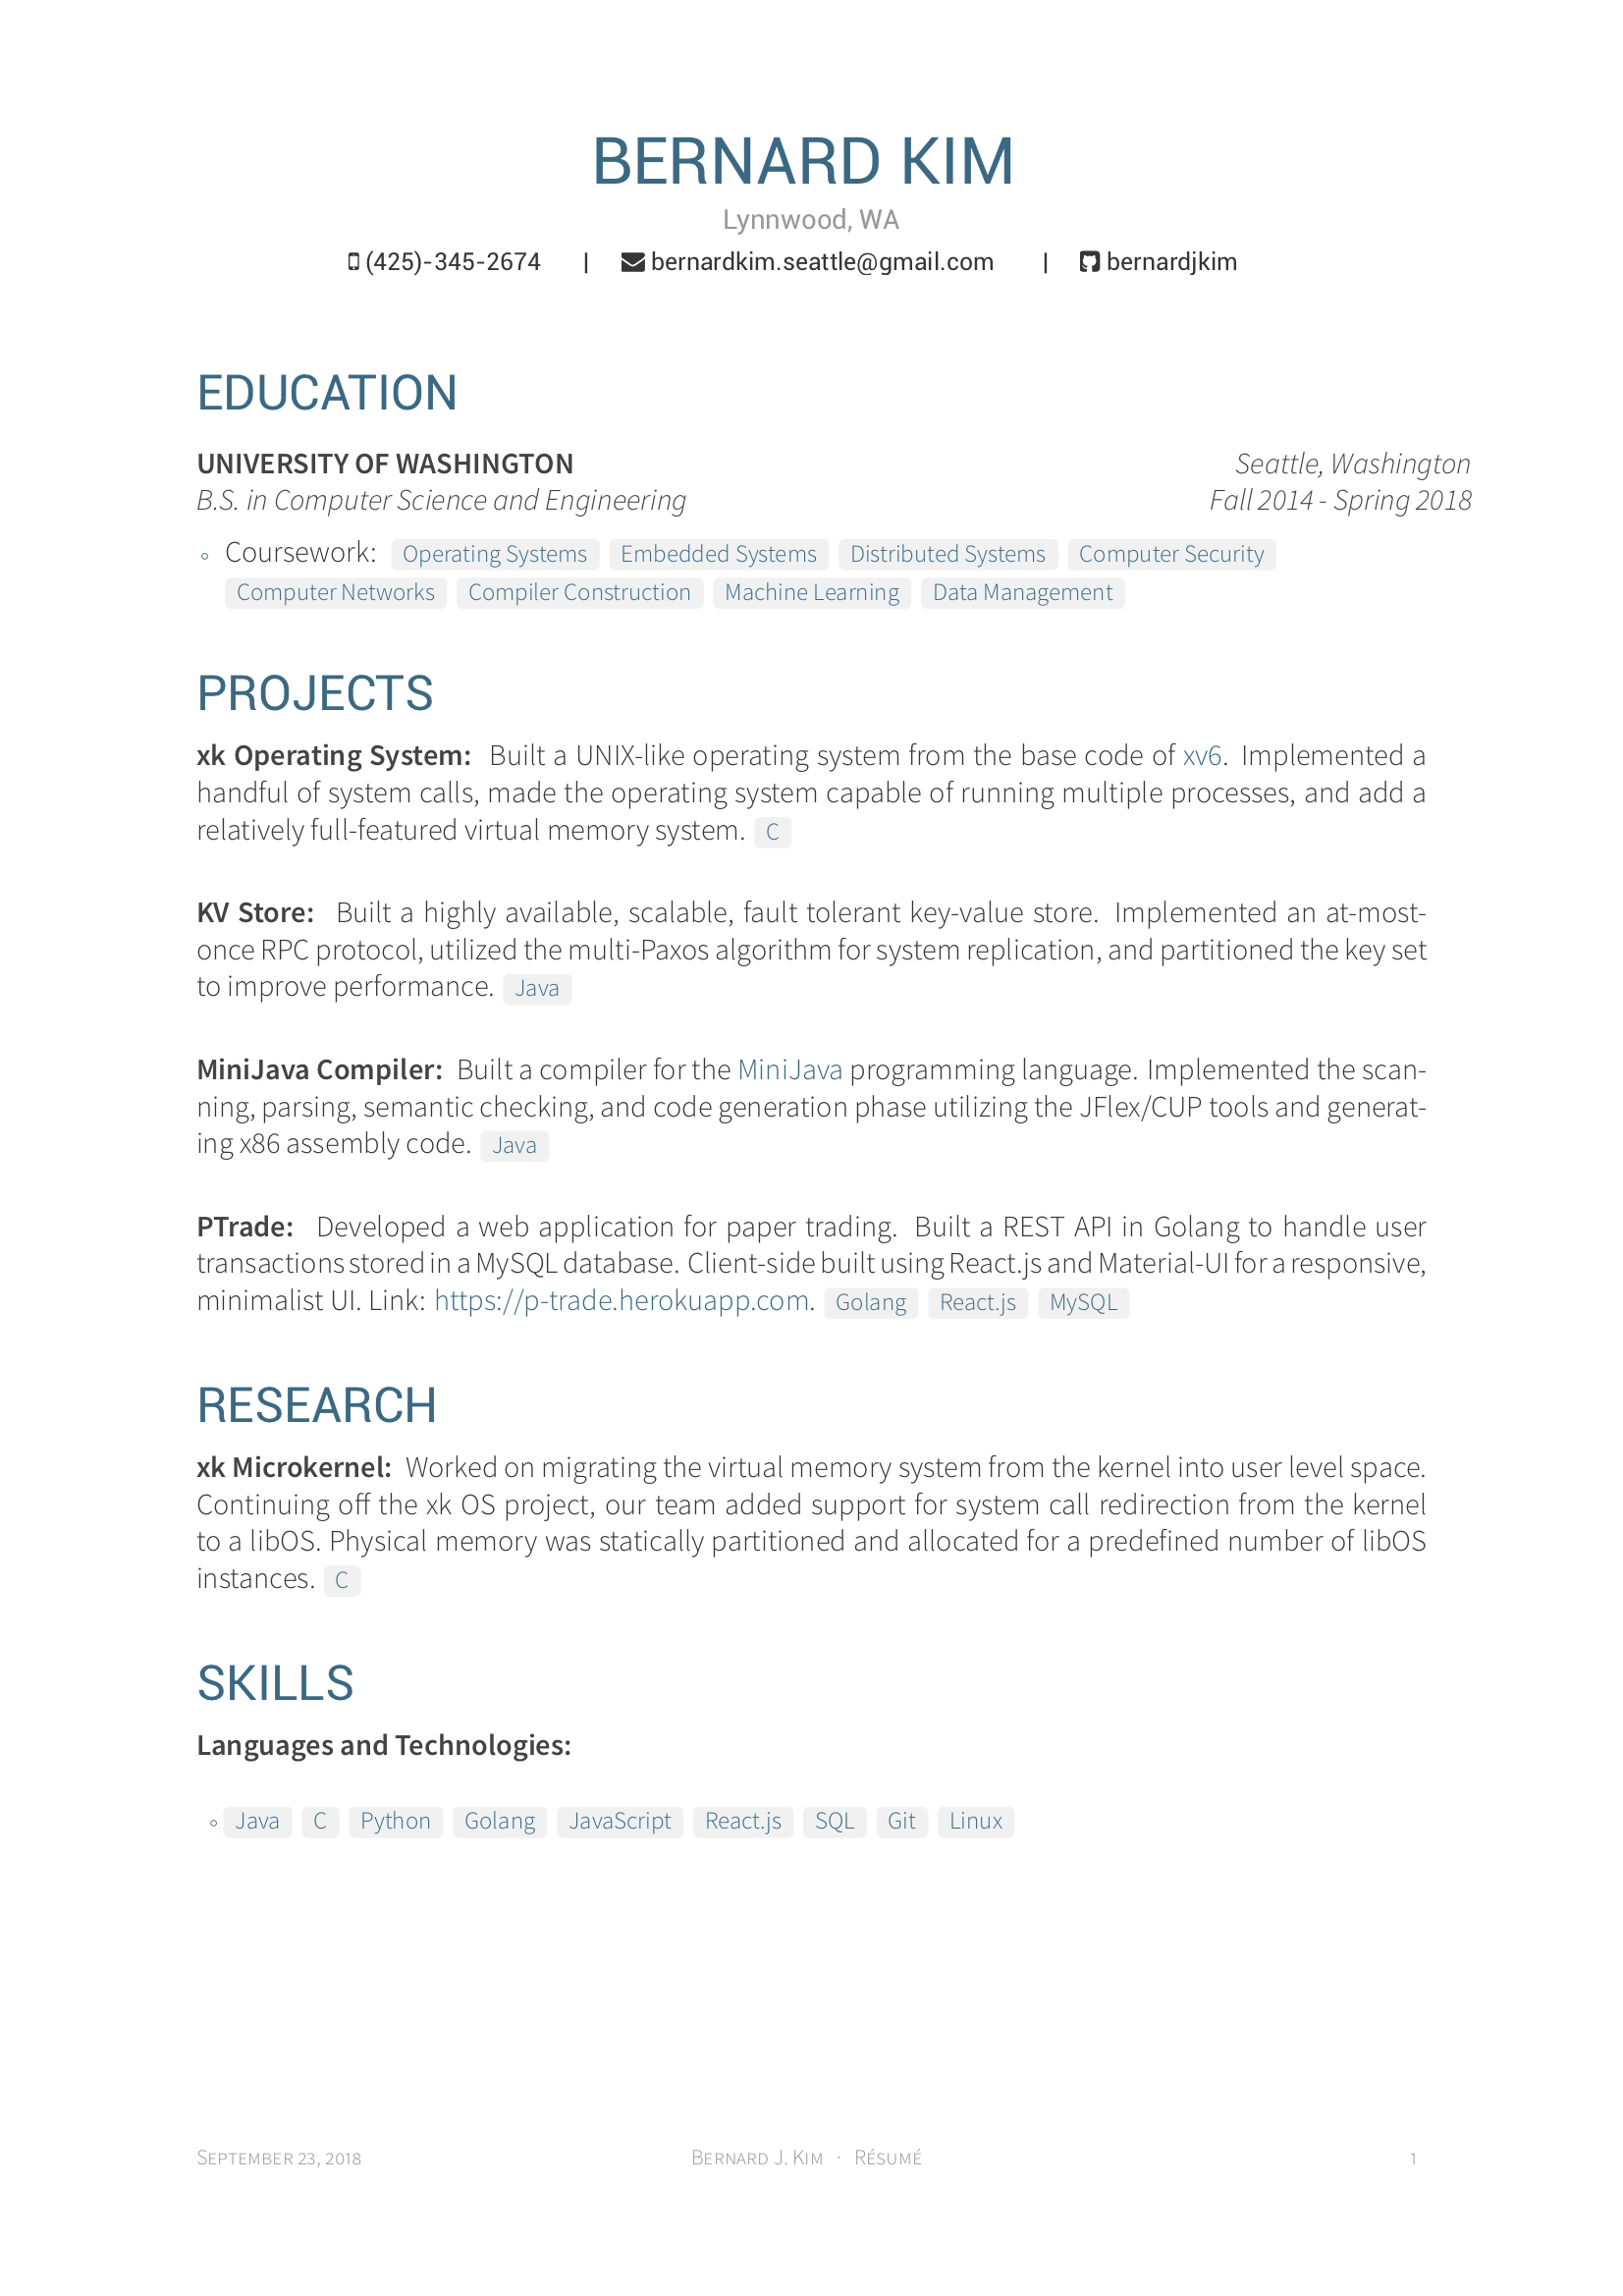 BERNARD KIM
Lynnwood, WA
(425)-345-2674 | bernardkim.seattle@gmail.com | bernardjkim
EDUCATION
UNIVERSITY OF WASHINGTON Seattle, Washington
B.S. in Computer Science and Engineering Fall 2014 - Spring 2018
Coursework: Operating Systems Embedded Systems Distributed Systems Computer Security
Computer Networks Compiler Construction Machine Learning Data Management
PROJECTS
xk Operating System: Built a UNIX-like operating system from the base code of xv6. Implemented a
handful of system calls, made the operating system capable of running multiple processes, and add a
relatively full-featured virtual memory system. C
KV Store: Built a highly available, scalable, fault tolerant key-value store. Implemented an at-most-
once RPC protocol, utilized the multi-Paxos algorithm for system replication, and partitioned the key set
to improve performance. Java
MiniJava Compiler: Built a compiler for the MiniJava programming language. Implemented the scan-
ning, parsing, semantic checking, and code generation phase utilizing the JFlex/CUP tools and generat-
ing x86 assembly code. Java
PTrade: Developed a web application for paper trading. Built a REST API in Golang to handle user
transactions stored in a MySQL database. Client-side built using React.js and Material-UI for a responsive,
minimalist UI. Link: https://p-trade.herokuapp.com. Golang React.js MySQL
RESEARCH
xk Microkernel: Worked on migrating the virtual memory system from the kernel into user level space.
Continuing off the xk OS project, our team added support for system call redirection from the kernel
to a libOS. Physical memory was statically partitioned and allocated for a predefined number of libOS
instances. C
SKILLS
Languages and Technologies:
Java C Python Golang JavaScript React.js SQL Git Linux
SEPTEMBER 23, 2018 BERNARD J. KIM · RÉSUMÉ 1